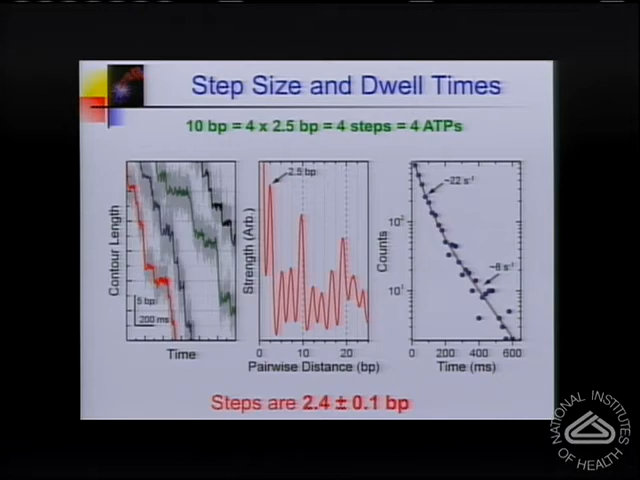 Step Size and Dwell Times
10 bp = 4 x 2.5 bp = 4 steps = 4 ATPs
Contour Length
5 bp
200 ms
Time
Strength (Arb.)
2.5 bp
0 10 20
Pairwise Distance (bp)
Counts
10²
10¹
~22 s⁻¹
~8 s⁻¹
0 200 400 600
Time (ms)
Steps are 2.4 ± 0.1 bp
NATIONAL INSTITUTES
OF HEALTH